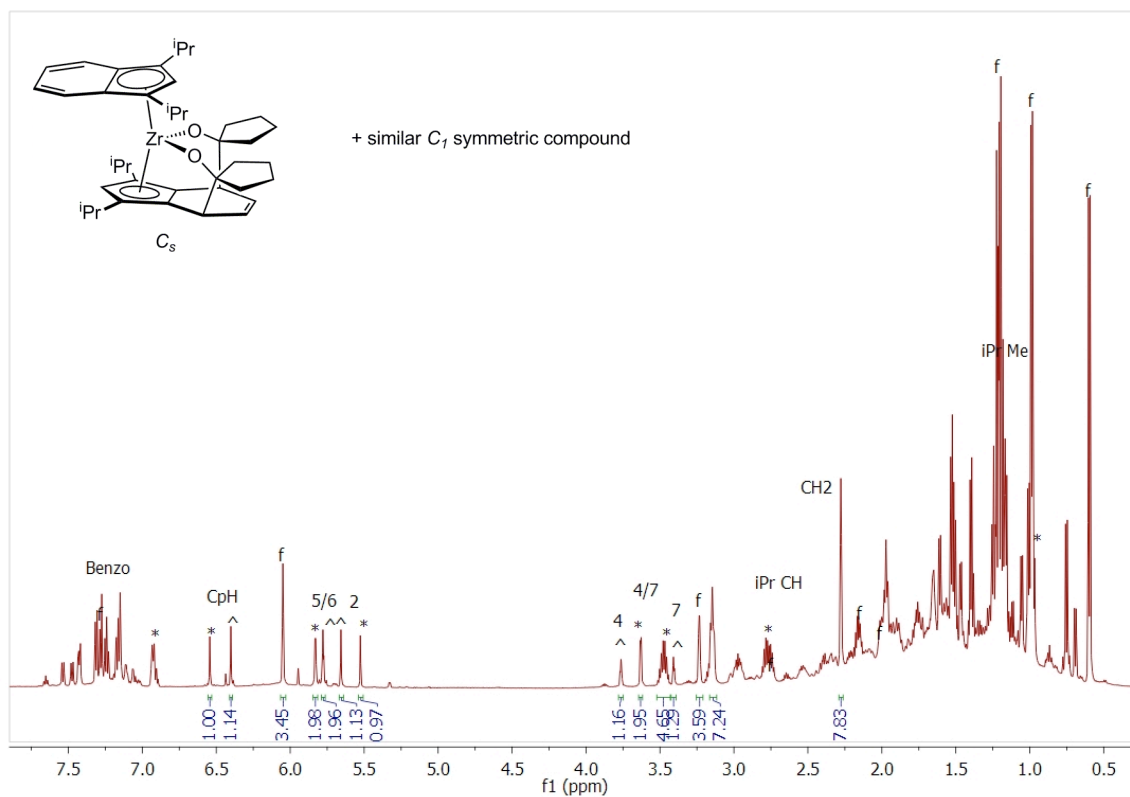 iPr
iPr
Zr
O
O
iPr
iPr
Cs
+ similar C1 symmetric compound
f
f
f
iPr Me
*
CH2
Benzo
f
*
CpH
*
^
f
5/6
*
^^
2
*
4
^
4/7
*
*
7
^
f
iPr CH
*
f
f
1.00
1.14
3.45
1.98
1.96
1.13
0.97
1.16
1.95
4.65
1.29
3.59
7.24
7.83
7.5 7.0 6.5 6.0 5.5 5.0 4.5 4.0 3.5 3.0 2.5 2.0 1.5 1.0 0.5
f1 (ppm)